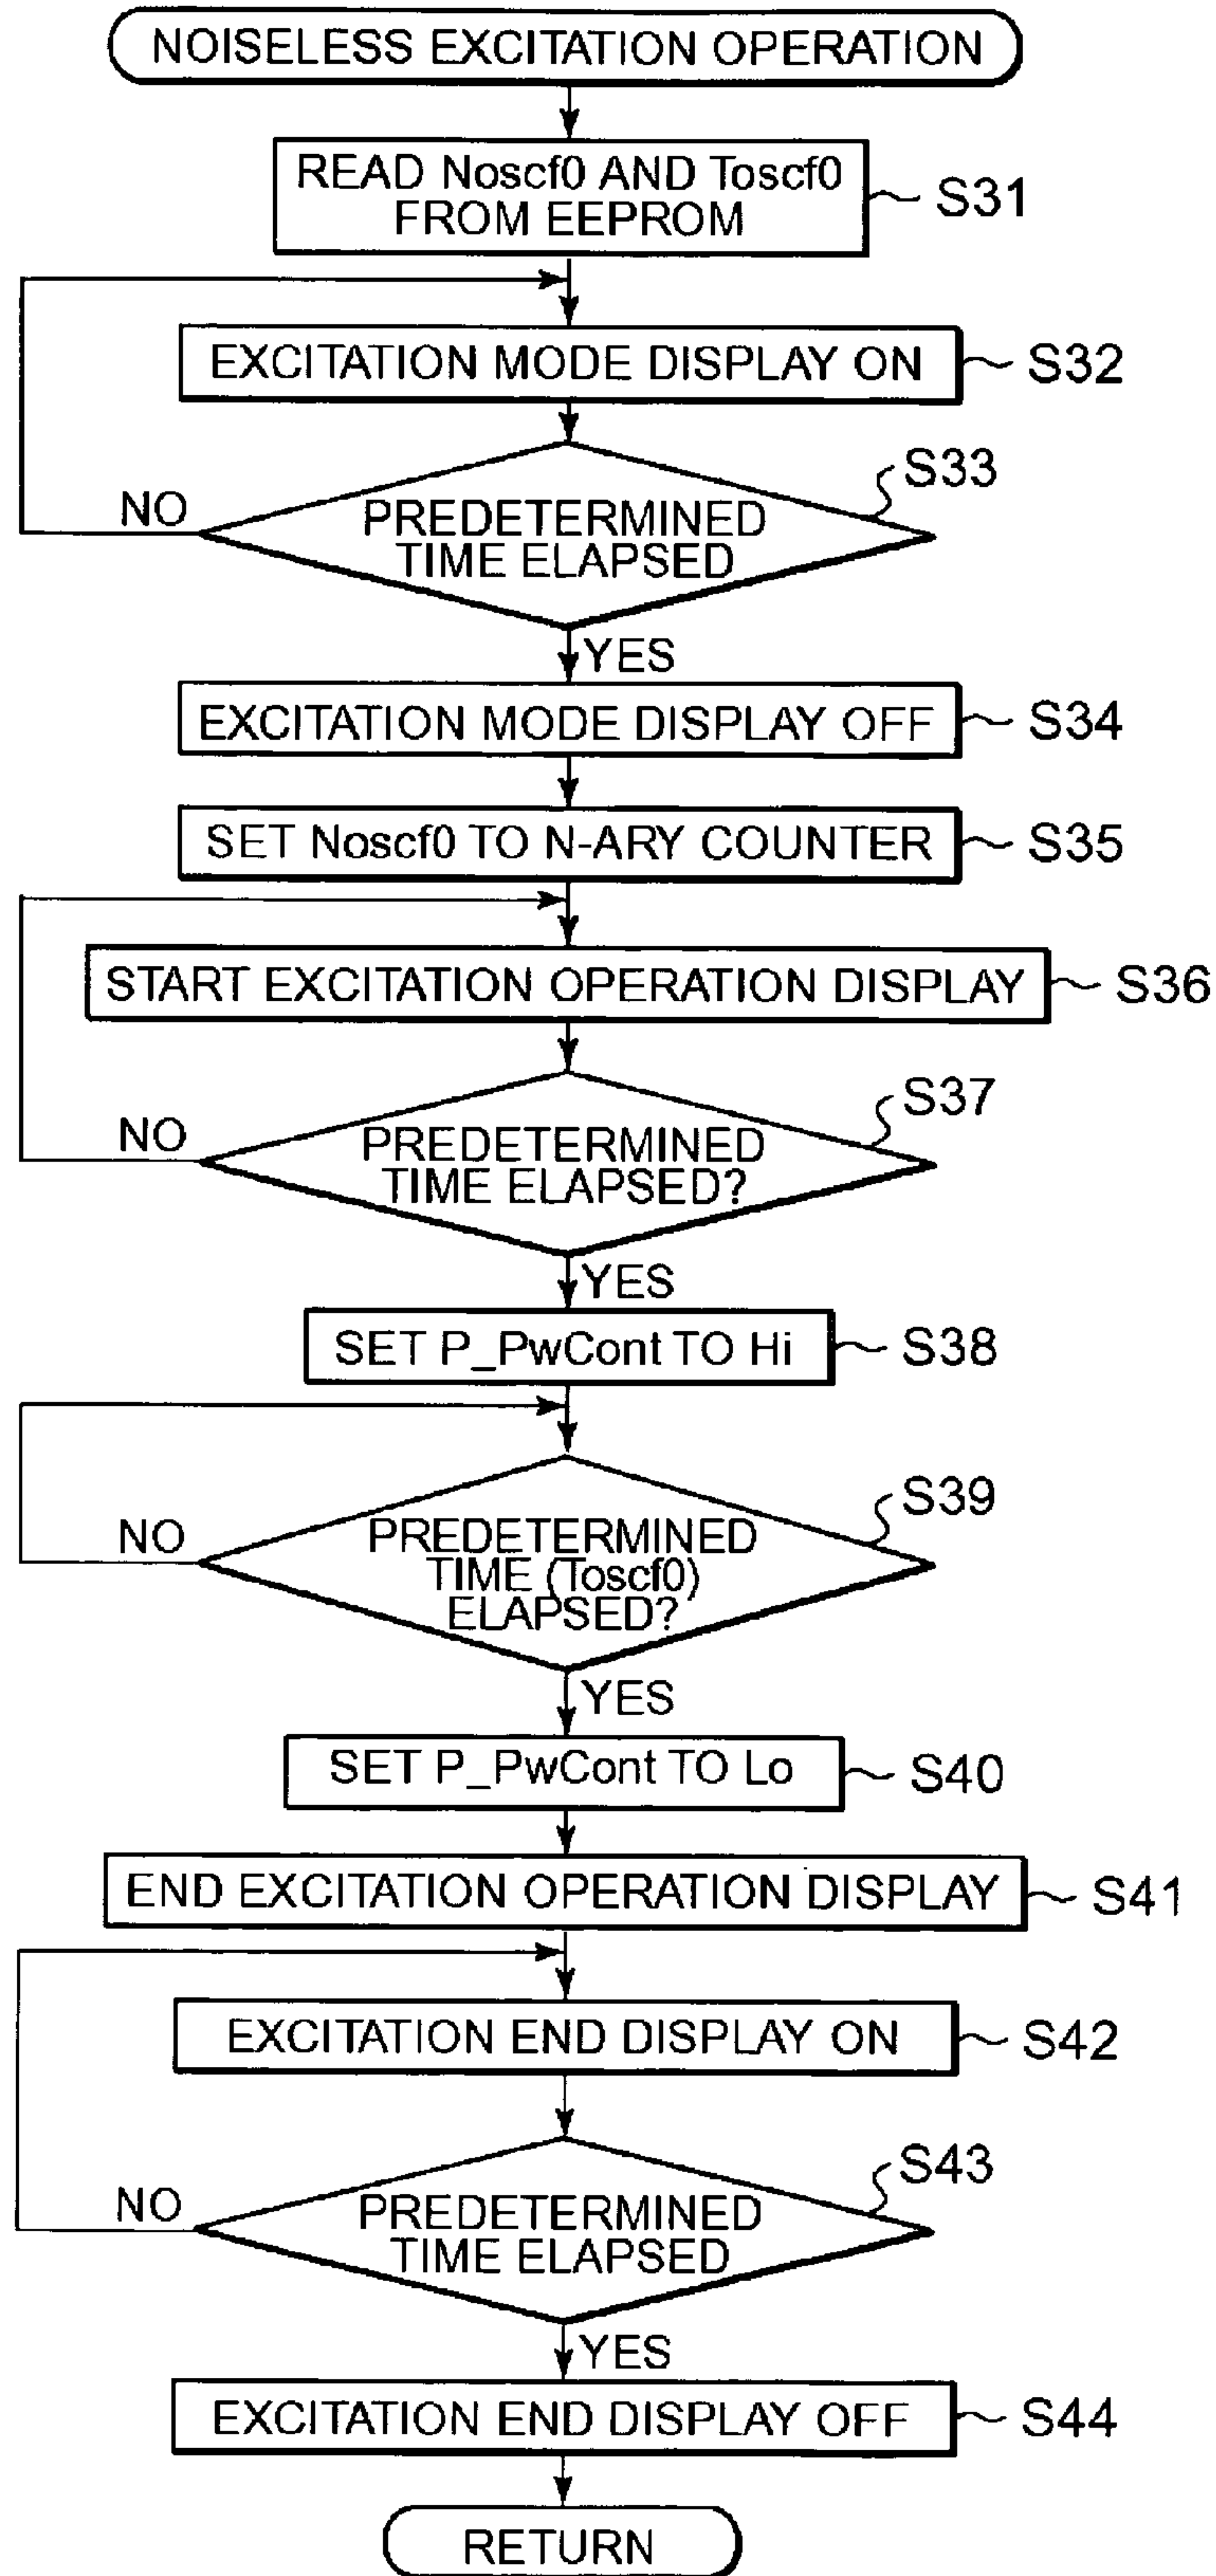 NOISELESS EXCITATION OPERATION
READ Noscf0 AND Toscf0
FROM EEPROM
S31
EXCITATION MODE DISPLAY ON
S32
S33
NO
PREDETERMINED
TIME ELAPSED
YES
EXCITATION MODE DISPLAY OFF
S34
SET Noscf0 TO N-ARY COUNTER
S35
START EXCITATION OPERATION DISPLAY
S36
S37
NO
PREDETERMINED
TIME ELAPSED?
YES
SET P_PwCont TO Hi
S38
S39
NO
PREDETERMINED
TIME (Toscf0)
ELAPSED?
YES
SET P_PwCont TO Lo
S40
END EXCITATION OPERATION DISPLAY
S41
EXCITATION END DISPLAY ON
S42
S43
NO
PREDETERMINED
TIME ELAPSED
YES
EXCITATION END DISPLAY OFF
S44
RETURN